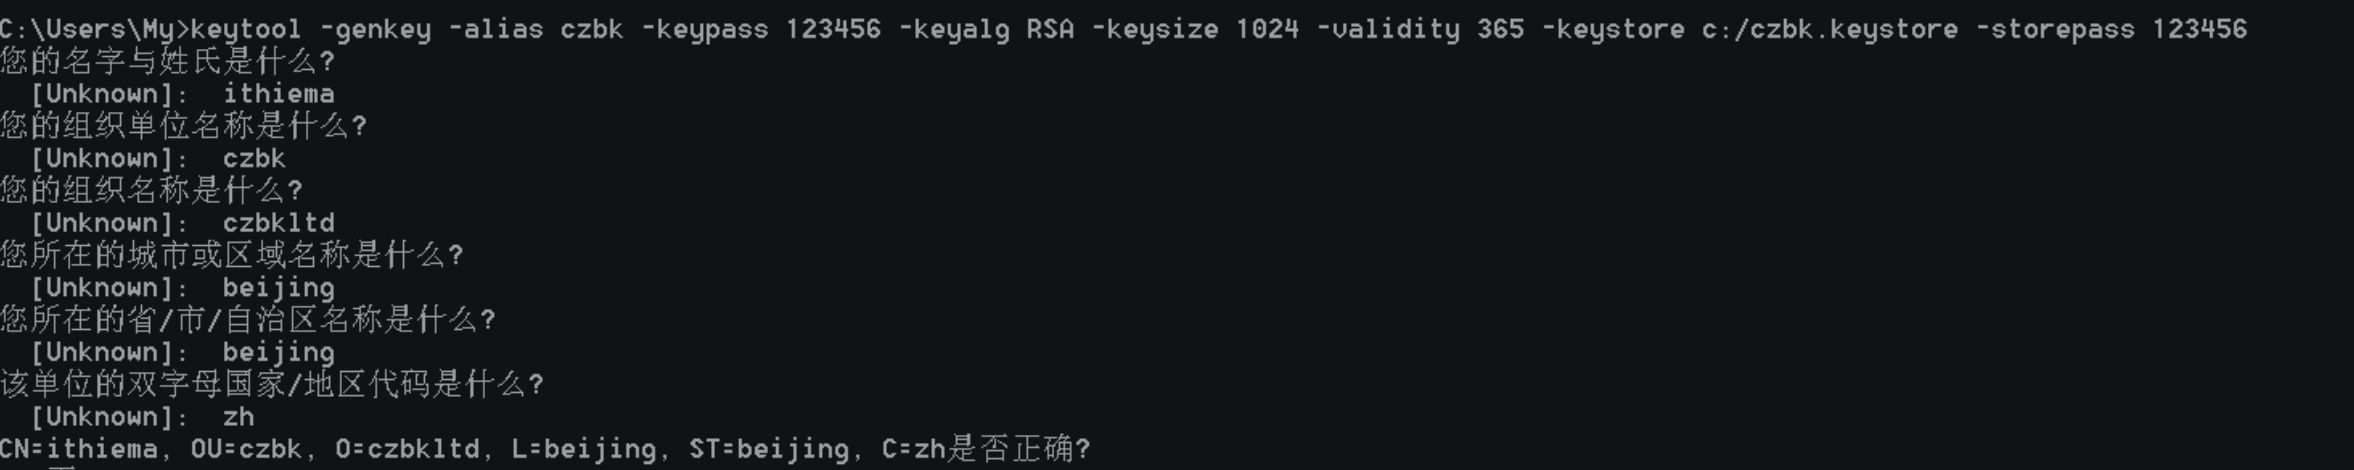 C:\Users\My>keytool -genkey -alias czbk -keypass 123456 -keyalg RSA -keysize 1024 -validity 365 -keystore c:/czbk.keystore -storepass 123456
您的名字与姓氏是什么?
[Unknown]: ithiema
您的组织单位名称是什么?
[Unknown]: czbk
您的组织名称是什么?
[Unknown]: czbkltd
您所在的城市或区域名称是什么?
[Unknown]: beijing
您所在的省/市/自治区名称是什么?
[Unknown]: beijing
该单位的双字母国家/地区代码是什么?
[Unknown]: zh
CN=ithiema, OU=czbk, O=czbkltd, L=beijing, ST=beijing, C=zh是否正确?